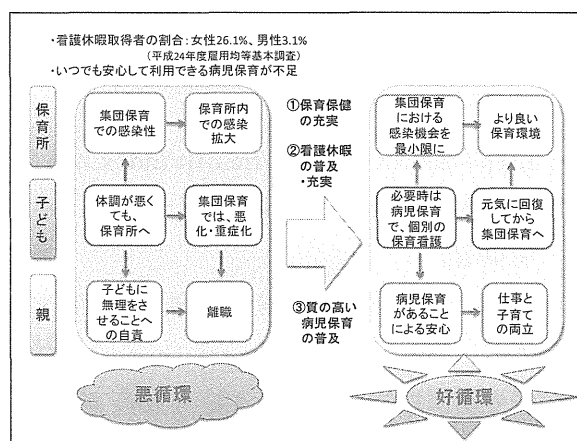 ・看護休暇取得者の割合：女性26.1%、男性3.1%
（平成24年度雇用均等基本調査）
・いつでも安心して利用できる病児保育が不足
保育所
集団保育
での感染性
保育所内
での感染
拡大
子ども
体調が悪く
ても、
保育所へ
集団保育
では、悪
化・重症化
親
子どもに
無理をさ
せることへ
の自責
離職
悪循環
①保育保健
の充実
②看護休暇
の普及
・充実
③質の高い
病児保育
の普及
集団保育
における
感染機会を
最小限に
より良い
保育環境
必要時は
病児保育
で、個別の
保育看護
元気に回復
してから
集団保育へ
病児保育
があること
による安心
仕事と
子育て
の両立
好循環